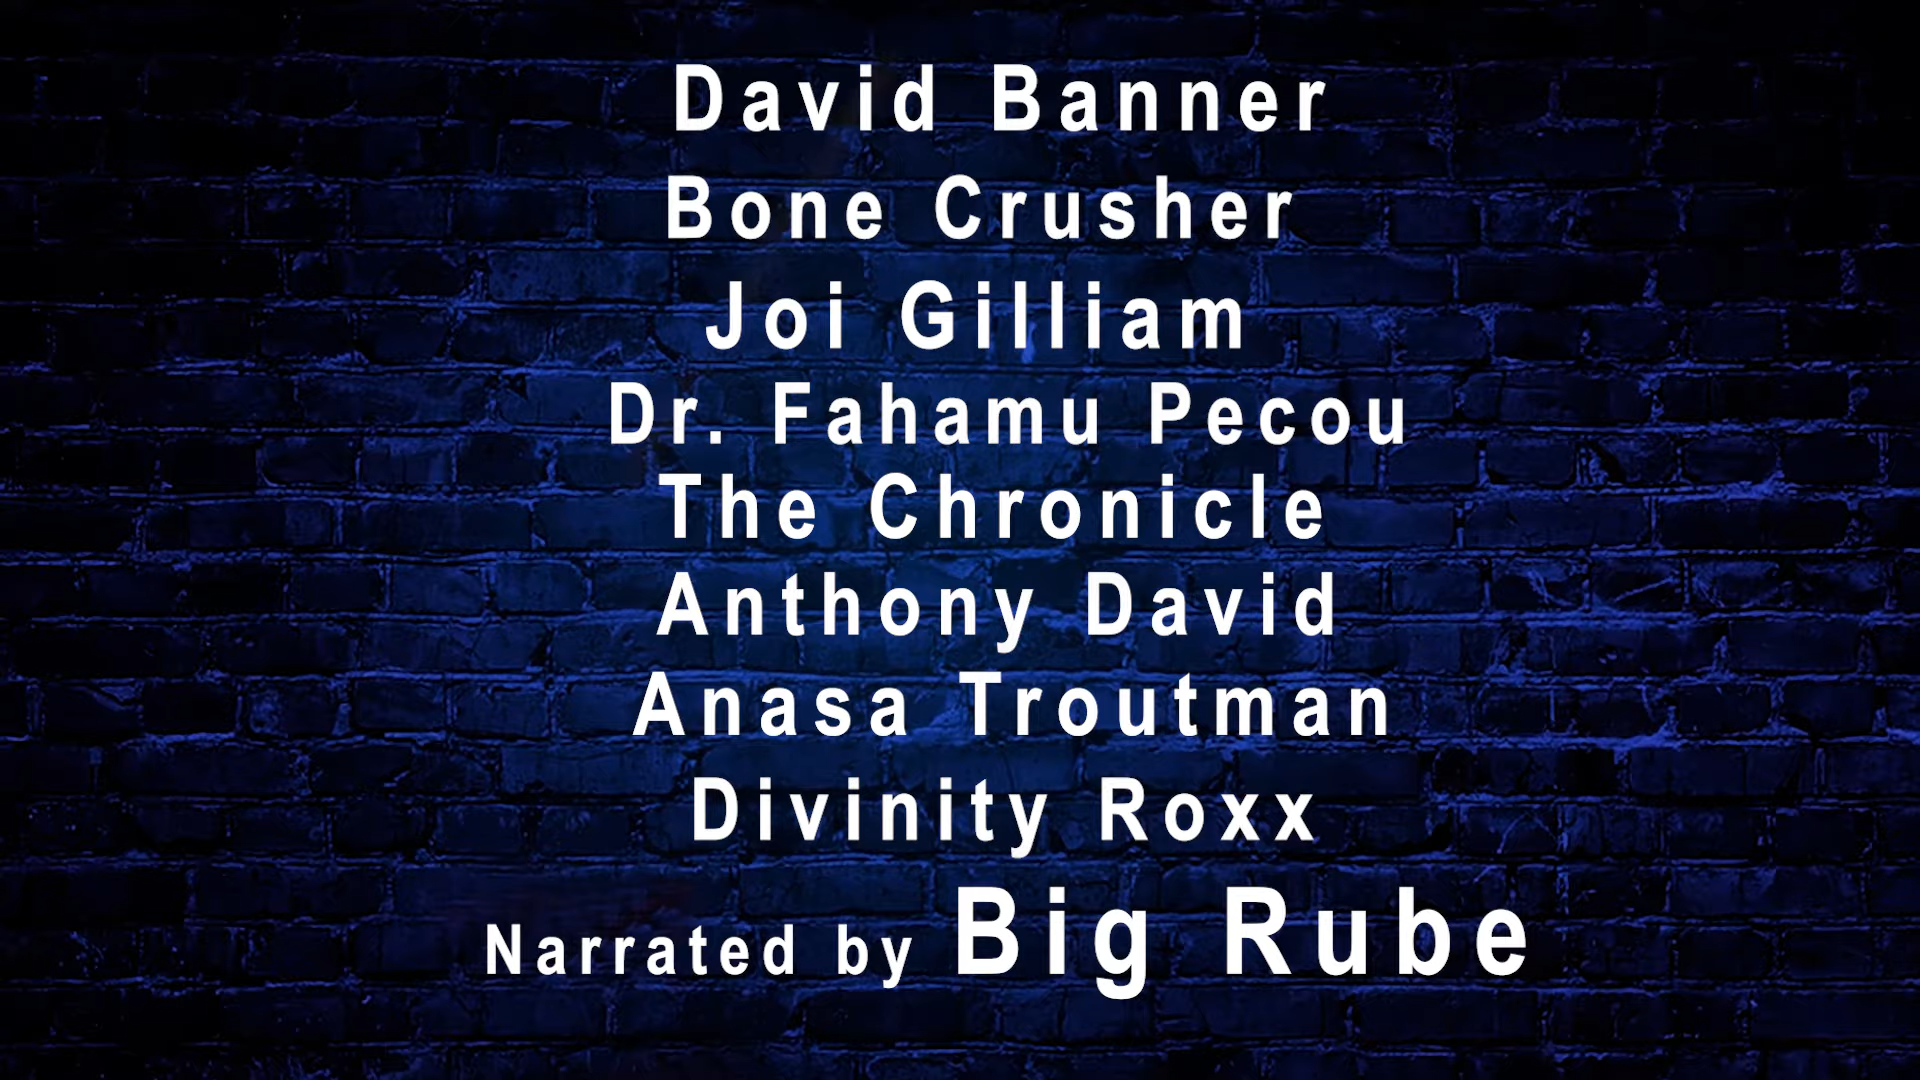 David Banner
Bone Crusher
Joi Gilliam
Dr. Fahamu Pecou
The Chronicle
Anthony David
Anasa Troutman
Divinity Roxx
Narrated by Big Rube